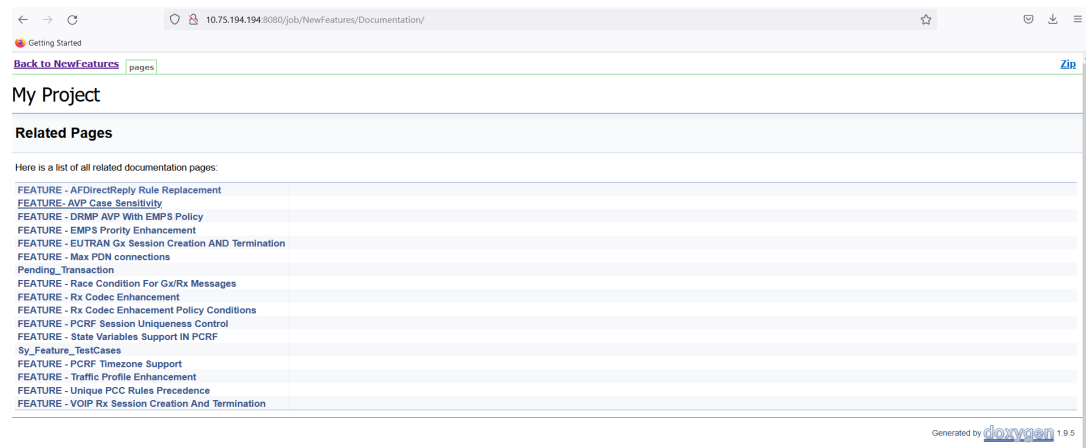 10.75.194.194:8080/job/NewFeatures/Documentation/
Getting Started
Back to NewFeatures pages Zip
My Project
Related Pages
Here is a list of all related documentation pages:
FEATURE - AFDirectReply Rule Replacement
FEATURE- AVP Case Sensitivity
FEATURE - DRMP AVP With EMPS Policy
FEATURE - EMPS Prority Enhancement
FEATURE - EUTRAN Gx Session Creation AND Termination
FEATURE - Max PDN connections
Pending_Transaction
FEATURE - Race Condition For Gx/Rx Messages
FEATURE - Rx Codec Enhancement
FEATURE - Rx Codec Enhacement Policy Conditions
FEATURE - PCRF Session Uniqueness Control
FEATURE - State Variables Support IN PCRF
Sy_Feature_TestCases
FEATURE - PCRF Timezone Support
FEATURE - Traffic Profile Enhancement
FEATURE - Unique PCC Rules Precedence
FEATURE - VOIP Rx Session Creation And Termination
Generated by doxygen 1.9.5